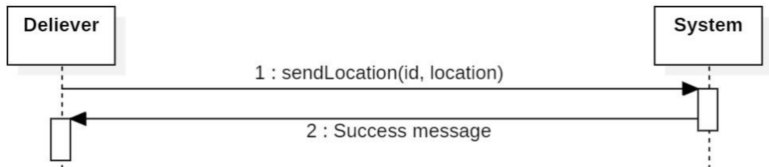 Deliever
System
1 : sendLocation(id, location)
2 : Success message